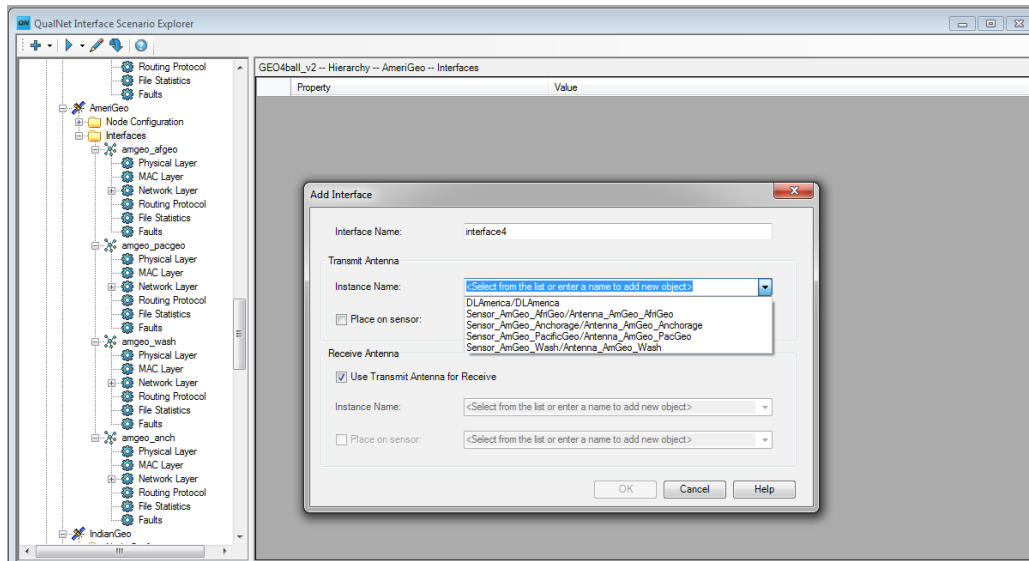 QN QualNet Interface Scenario Explorer
GEO4ball_v2 -- Hierarchy -- AmeriGeo -- Interfaces
Property Value
Routing Protocol
File Statistics
Faults
AmeriGeo
Node Configuration
Interfaces
amgeo_afgeo
Physical Layer
MAC Layer
Network Layer
Routing Protocol
File Statistics
Faults
amgeo_pacgeo
Physical Layer
MAC Layer
Network Layer
Routing Protocol
File Statistics
Faults
amgeo_wash
Physical Layer
MAC Layer
Network Layer
Routing Protocol
File Statistics
Faults
amgeo_anch
Physical Layer
MAC Layer
Network Layer
Routing Protocol
File Statistics
Faults
IndianGeo
Add Interface
Interface Name: interface4
Transmit Antenna
Instance Name: <Select from the list or enter a name to add new object>
DLAmerica/DLAmerica
Sensor_AmGeo_AfriGeo/Antenna_AmGeo_AfriGeo
Sensor_AmGeo_Anchorage/Antenna_AmGeo_Anchorage
Sensor_AmGeo_PacificGeo/Antenna_AmGeo_PacGeo
Sensor_AmGeo_Wash/Antenna_AmGeo_Wash
Place on sensor:
Receive Antenna
Use Transmit Antenna for Receive
Instance Name: <Select from the list or enter a name to add new object>
Place on sensor: <Select from the list or enter a name to add new object>
OK Cancel Help